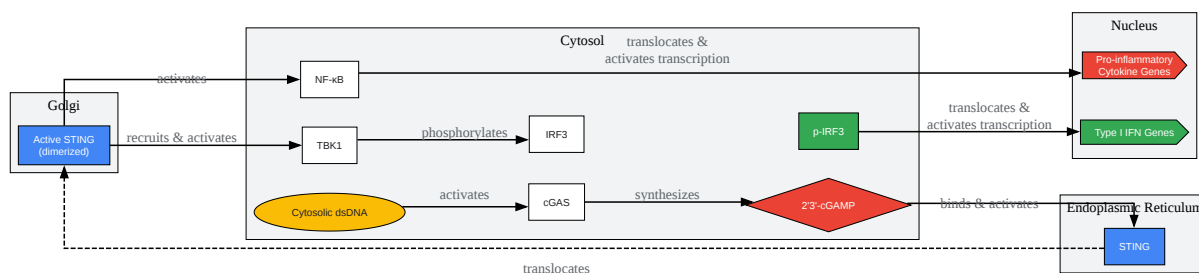 Nucleus
Cytosol
translocates &
activates transcription
Pro-inflammatory
Cytokine Genes
activates
NF-κB
Golgi
Active STING
(dimerized)
recruits & activates
TBK1
phosphorylates
IRF3
p-IRF3
translocates &
activates transcription
Type I IFN Genes
Cytosolic dsDNA
activates
cGAS
synthesizes
2'3'-cGAMP
binds & activates
Endoplasmic Reticulum
STING
translocates